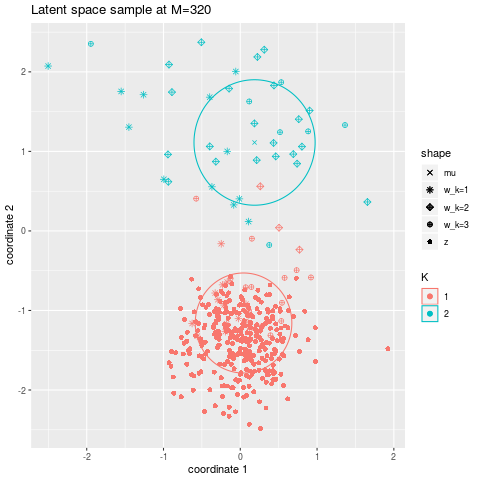 Latent space sample at M=320
2
1
0
-1
-2
coordinate 2
-2
-1
0
1
2
coordinate 1
shape
mu
w_k=1
w_k=2
w_k=3
z
K
1
2